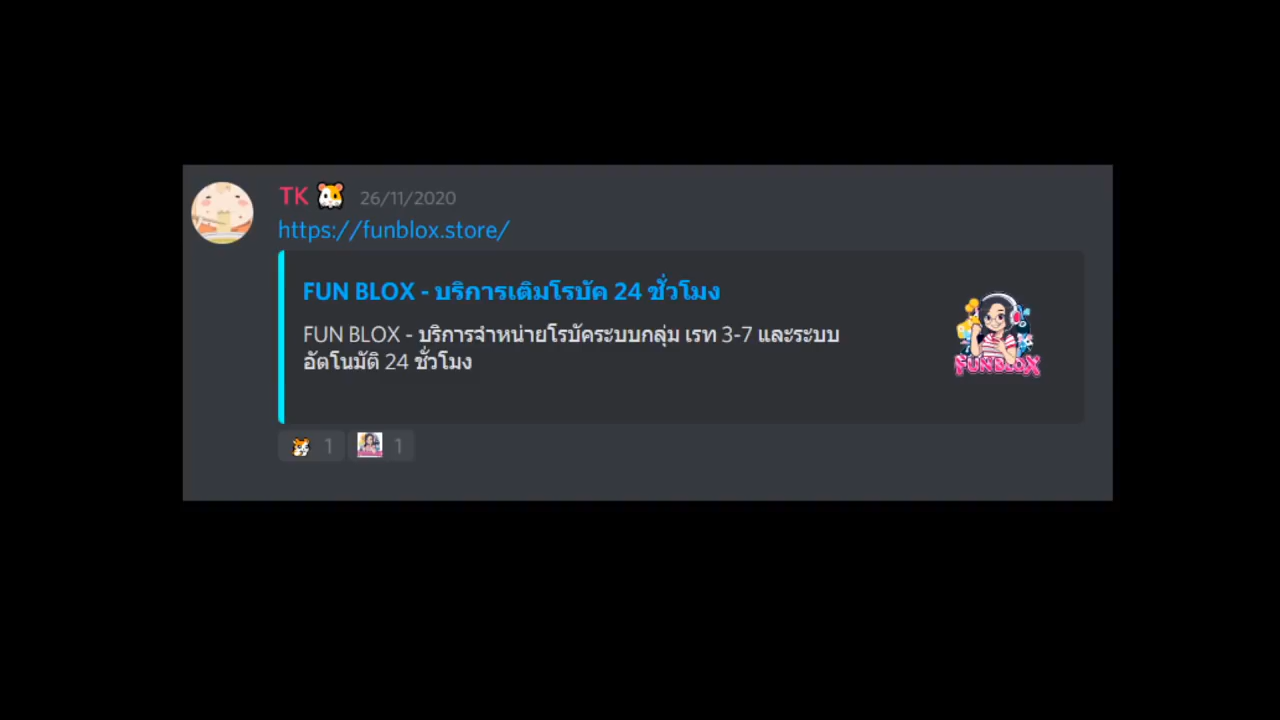 TK 26/11/2020
https://funblox.store/
FUN BLOX - บริการเติมโรบัค 24 ชั่วโมง
FUN BLOX - บริการจำหน่ายโรบัคระบบกลุ่ม เรท 3-7 และระบบ
อัตโนมัติ 24 ชั่วโมง
FUNBLOX
1 1